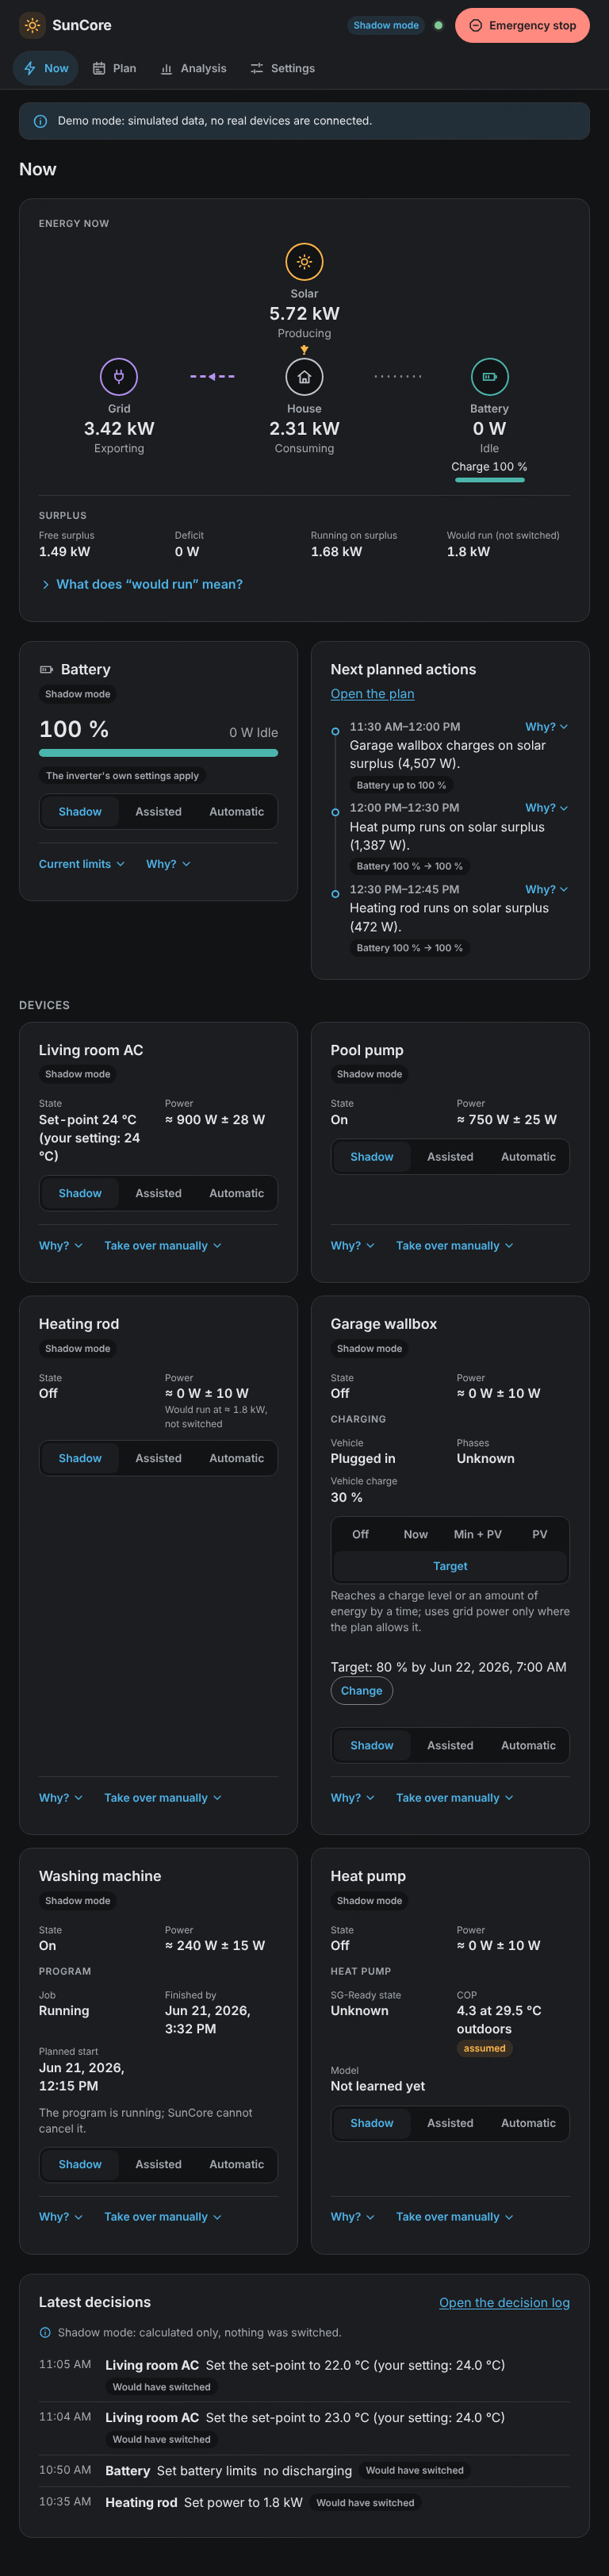 SunCore
Shadow mode
Emergency stop
Now
Plan
Analysis
Settings
Demo mode: simulated data, no real devices are connected.
Now
ENERGY NOW
Solar
5.72 kW
Producing
Grid
3.42 kW
Exporting
House
2.31 kW
Consuming
Battery
0 W
Idle
Charge 100 %
SURPLUS
Free surplus
1.49 kW
Deficit
0 W
Running on surplus
1.68 kW
Would run (not switched)
1.8 kW
What does “would run” mean?
Battery
Shadow mode
100 %
0 W Idle
The inverter's own settings apply
Shadow
Assisted
Automatic
Current limits
Why?
Next planned actions
Open the plan
11:30 AM–12:00 PM
Why?
Garage wallbox charges on solar
surplus (4,507 W).
Battery up to 100 %
12:00 PM–12:30 PM
Why?
Heat pump runs on solar surplus
(1,387 W).
Battery 100 % → 100 %
12:30 PM–12:45 PM
Why?
Heating rod runs on solar surplus
(472 W).
Battery 100 % → 100 %
DEVICES
Living room AC
Shadow mode
State
Set-point 24 °C
(your setting: 24
°C)
Power
≈ 900 W ± 28 W
Shadow
Assisted
Automatic
Why?
Take over manually
Pool pump
Shadow mode
State
On
Power
≈ 750 W ± 25 W
Shadow
Assisted
Automatic
Why?
Take over manually
Heating rod
Shadow mode
State
Off
Power
≈ 0 W ± 10 W
Would run at ≈ 1.8 kW,
not switched
Shadow
Assisted
Automatic
Why?
Take over manually
Garage wallbox
Shadow mode
State
Off
Power
≈ 0 W ± 10 W
CHARGING
Vehicle
Plugged in
Phases
Unknown
Vehicle charge
30 %
Off
Now
Min + PV
PV
Target
Reaches a charge level or an amount of
energy by a time; uses grid power only where
the plan allows it.
Target: 80 % by Jun 22, 2026, 7:00 AM
Change
Shadow
Assisted
Automatic
Why?
Take over manually
Washing machine
Shadow mode
State
On
Power
≈ 240 W ± 15 W
PROGRAM
Job
Running
Finished by
Jun 21, 2026,
3:32 PM
Planned start
Jun 21, 2026,
12:15 PM
The program is running; SunCore cannot
cancel it.
Shadow
Assisted
Automatic
Why?
Take over manually
Heat pump
Shadow mode
State
Off
Power
≈ 0 W ± 10 W
HEAT PUMP
SG-Ready state
Unknown
COP
4.3 at 29.5 °C
outdoors
assumed
Model
Not learned yet
Shadow
Assisted
Automatic
Why?
Take over manually
Latest decisions
Open the decision log
Shadow mode: calculated only, nothing was switched.
11:05 AM Living room AC Set the set-point to 22.0 °C (your setting: 24.0 °C)
Would have switched
11:04 AM Living room AC Set the set-point to 23.0 °C (your setting: 24.0 °C)
Would have switched
10:50 AM Battery Set battery limits no discharging Would have switched
10:35 AM Heating rod Set power to 1.8 kW Would have switched